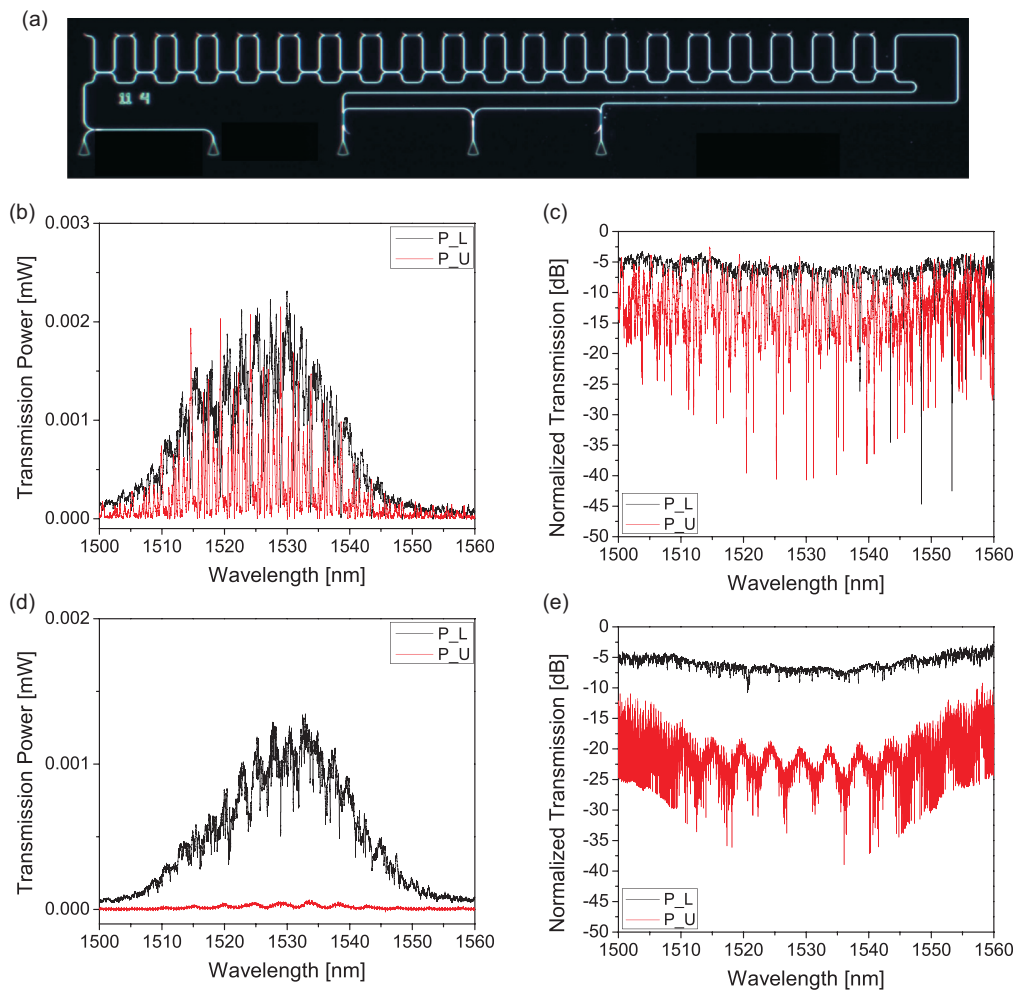 (a)
ii 4
(b)
0.003
0.002
0.001
0.000
Transmission Power [mW]
P_L
P_U
1500 1510 1520 1530 1540 1550 1560
Wavelength [nm]
(c)
0
-5
-10
-15
-20
-25
-30
-35
-40
-45
-50
Normalized Transmission [dB]
P_L
P_U
1500 1510 1520 1530 1540 1550 1560
Wavelength [nm]
(d)
0.002
0.001
0.000
Transmission Power [mW]
P_L
P_U
1500 1510 1520 1530 1540 1550 1560
Wavelength [nm]
(e)
0
-5
-10
-15
-20
-25
-30
-35
-40
-45
-50
Normalized Transmission [dB]
P_L
P_U
1500 1510 1520 1530 1540 1550 1560
Wavelength [nm]